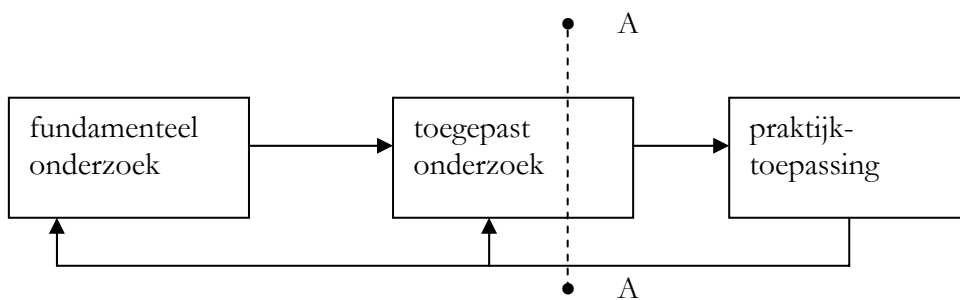 A
fundamenteel
onderzoek
toegepast
onderzoek
praktijk-
toepassing
A